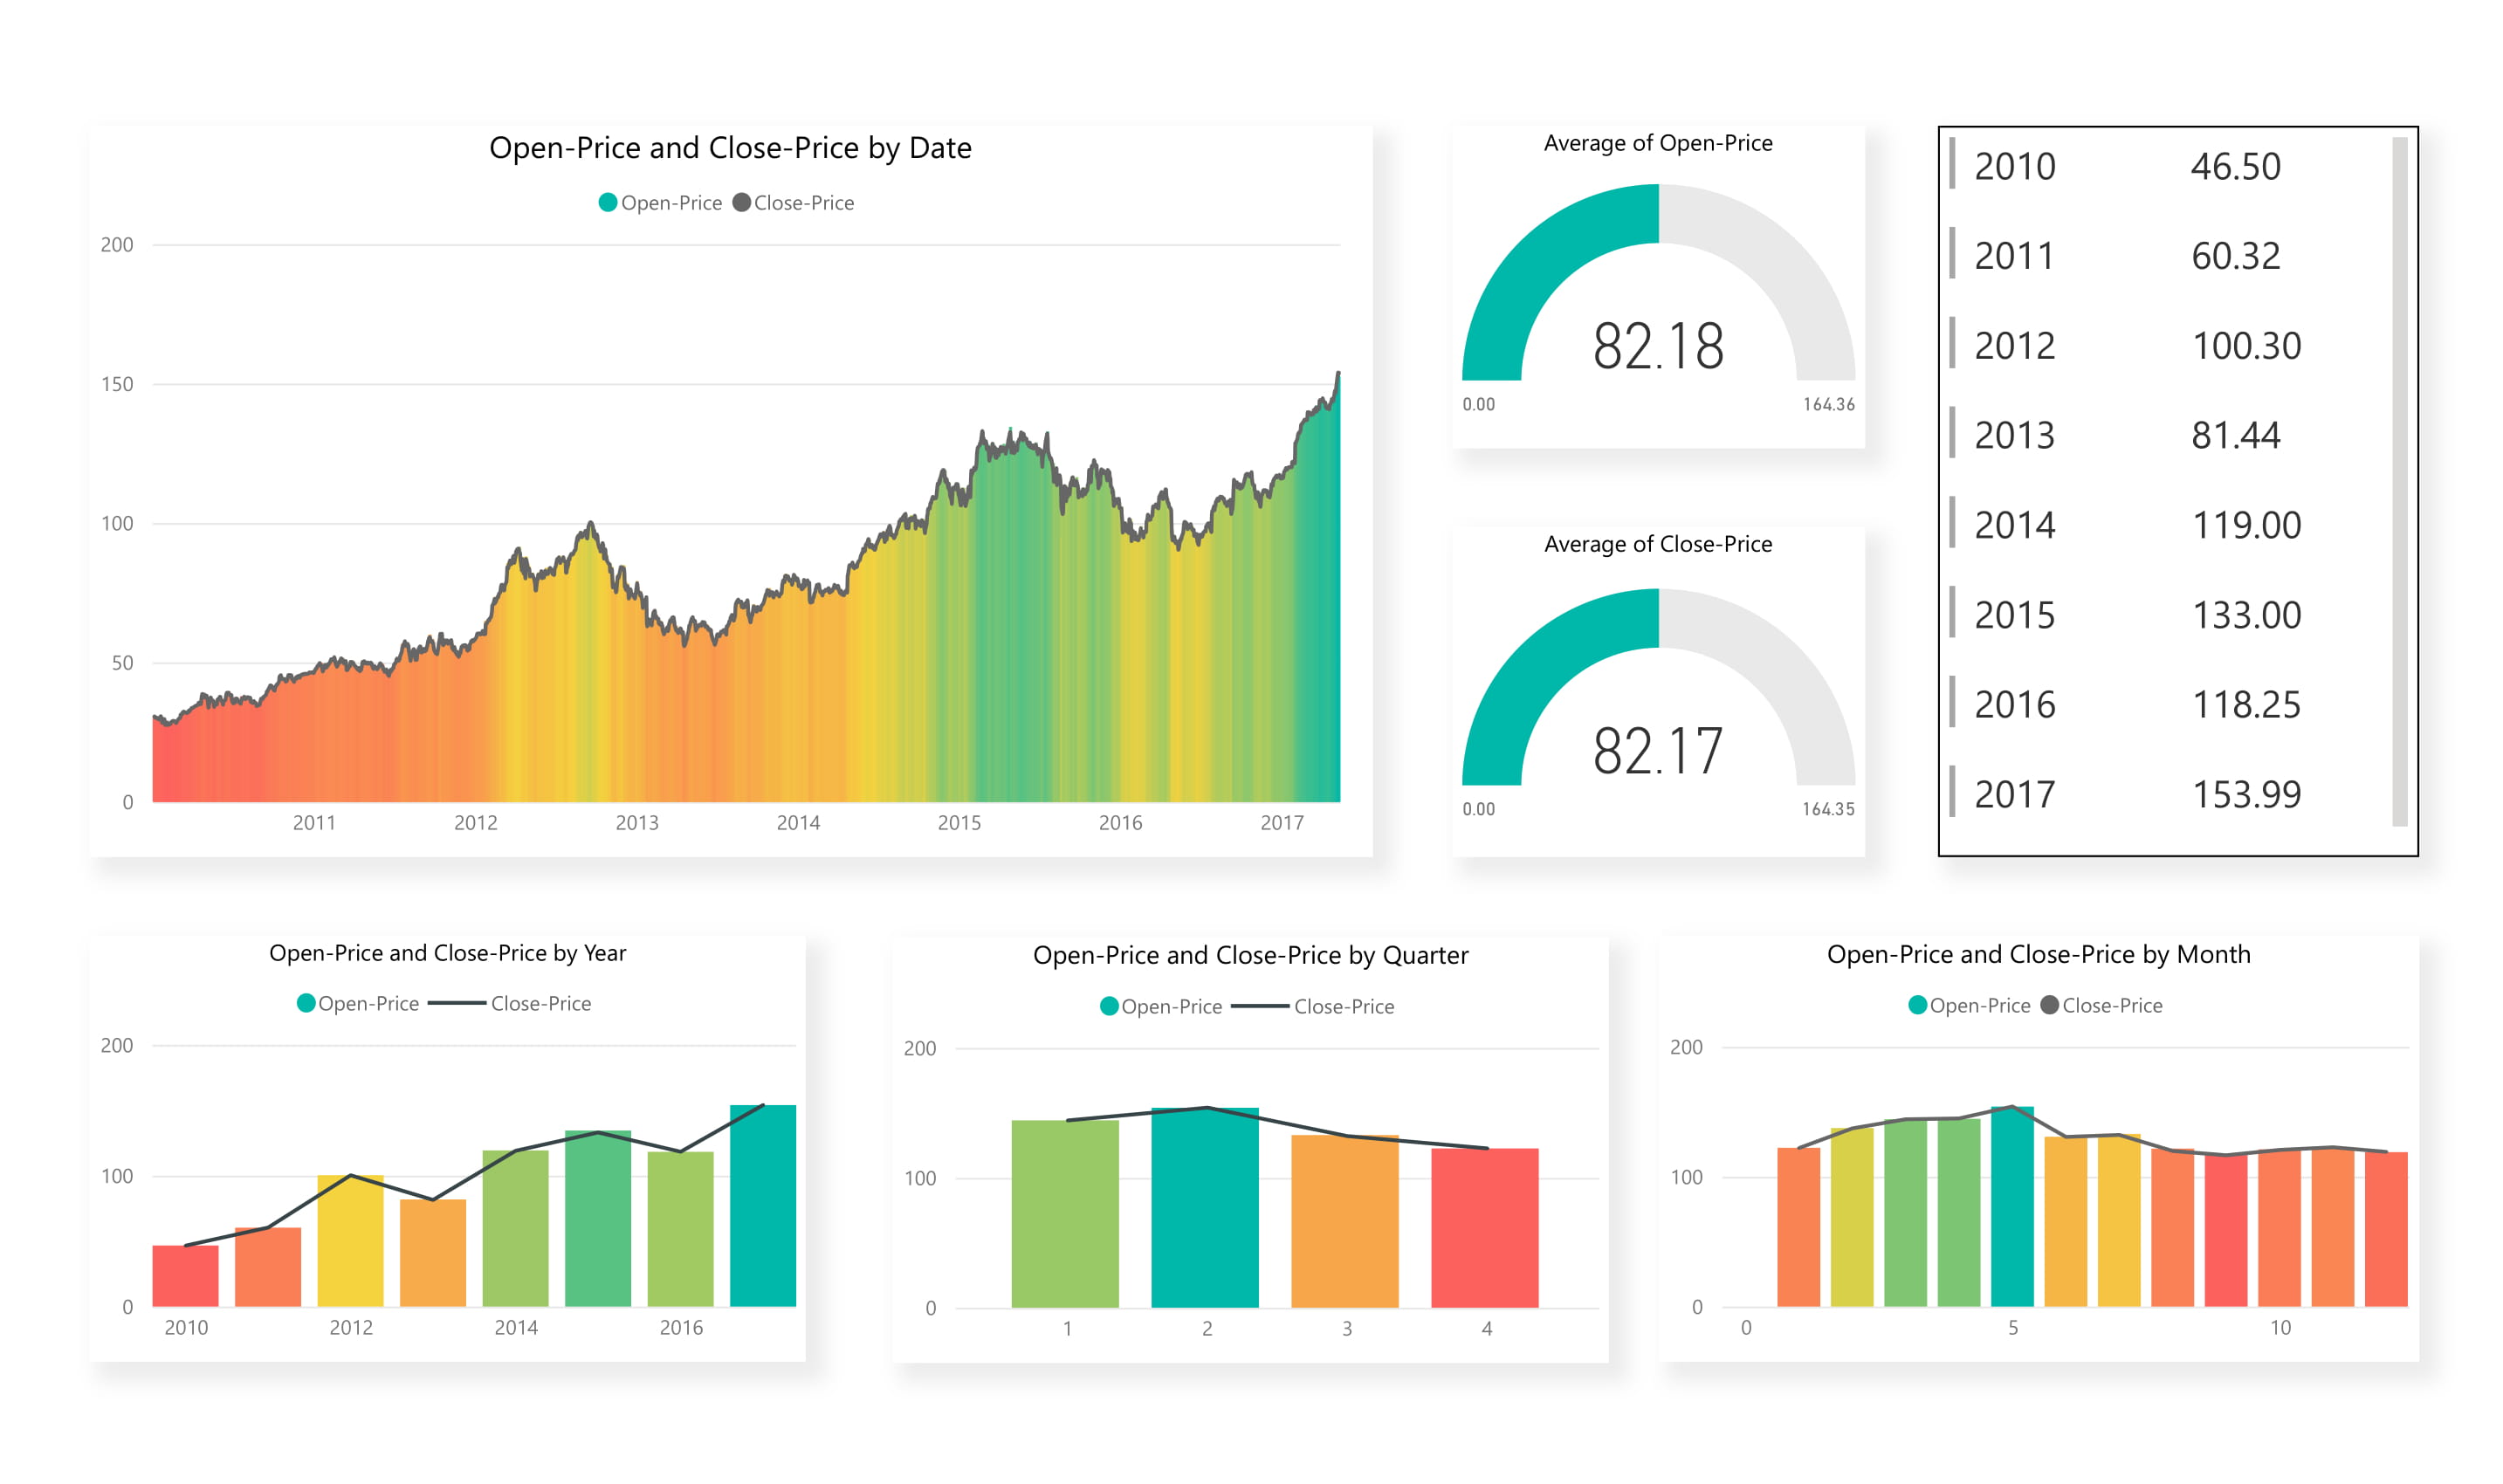 Open-Price and Close-Price by Date
Open-Price Close-Price
200
150
100
50
0
2011 2012 2013 2014 2015 2016 2017
Average of Open-Price
82.18
0.00 164.36
Average of Close-Price
82.17
0.00 164.35
2010 46.50
2011 60.32
2012 100.30
2013 81.44
2014 119.00
2015 133.00
2016 118.25
2017 153.99
Open-Price and Close-Price by Year
Open-Price Close-Price
200
100
0
2010 2012 2014 2016
Open-Price and Close-Price by Quarter
Open-Price Close-Price
200
100
0
1 2 3 4
Open-Price and Close-Price by Month
Open-Price Close-Price
200
100
0
0 5 10